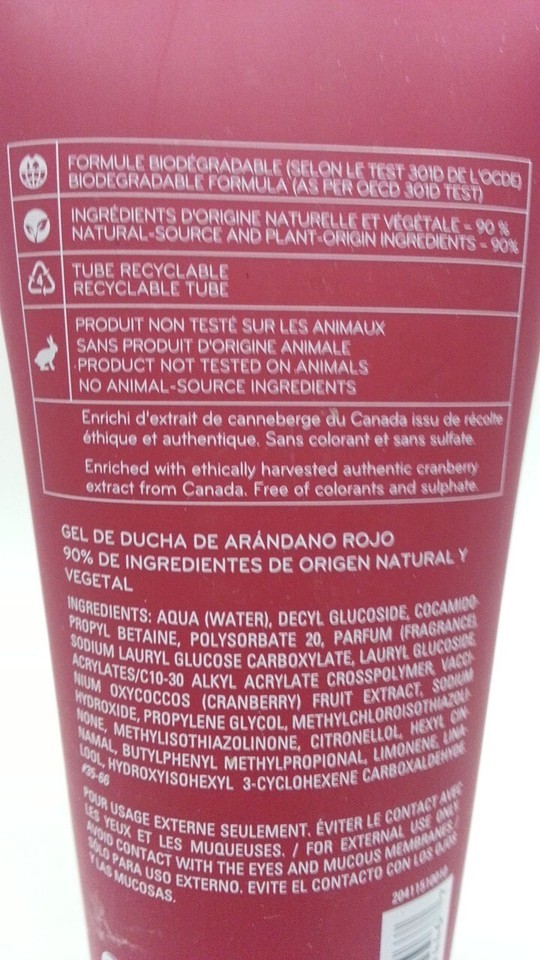 FORMULE BIODÉGRADABLE (SELON LE TEST 301D DE L'OCDE)
BIODEGRADABLE FORMULA (AS PER OECD 301D TEST)
INGRÉDIENTS D'ORIGINE NATURELLE ET VÉGÉTALE - 90 %
NATURAL-SOURCE AND PLANT-ORIGIN INGREDIENTS - 90%
4
TUBE RECYCLABLE
RECYCLABLE TUBE
PRODUIT NON TESTÉ SUR LES ANIMAUX
SANS PRODUIT D'ORIGINE ANIMALE
PRODUCT NOT TESTED ON ANIMALS
NO ANIMAL-SOURCE INGREDIENTS
Enrichi d'extrait de canneberge du Canada issu de récolte
éthique et authentique. Sans colorant et sans sulfate.
Enriched with ethically harvested authentic cranberry
extract from Canada. Free of colorants and sulphate.
GEL DE DUCHA DE ARÁNDANO ROJO
90% DE INGREDIENTES DE ORIGEN NATURAL Y
VEGETAL
INGREDIENTS: AQUA (WATER), DECYL GLUCOSIDE, COCAMIDO-
PROPYL BETAINE, POLYSORBATE 20, PARFUM (FRAGRANCE),
SODIUM LAURYL GLUCOSE CARBOXYLATE, LAURYL GLUCOSIDE,
ACRYLATES/C10-30 ALKYL ACRYLATE CROSSPOLYMER, VACCI-
NIUM OXYCOCCOS (CRANBERRY) FRUIT EXTRACT, SODIUM
HYDROXIDE, PROPYLENE GLYCOL, METHYLCHLOROISOTHIAZOLI-
NONE, METHYLISOTHIAZOLINONE, CITRONELLOL, HEXYL CIN-
NAMAL, BUTYLPHENYL METHYLPROPIONAL, LIMONENE, LINA-
LOOL, HYDROXYISOHEXYL 3-CYCLOHEXENE CARBOXALDEHYDE.
#35-66
POUR USAGE EXTERNE SEULEMENT. ÉVITER LE CONTACT AVEC
LES YEUX ET LES MUQUEUSES. / FOR EXTERNAL USE ONLY.
AVOID CONTACT WITH THE EYES AND MUCOUS MEMBRANES. /
SÓLO PARA USO EXTERNO. EVITE EL CONTACTO CON LOS OJOS
Y LAS MUCOSAS.